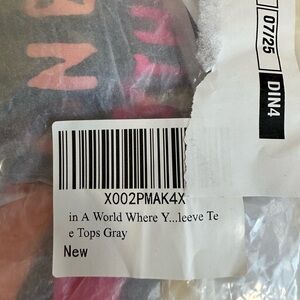 07/25
DIN4
X002PMAK4X
in A World Where Y...leeve Te
e Tops Gray
New